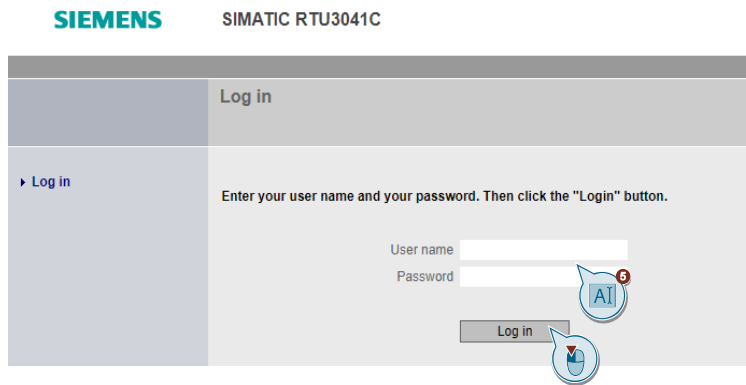 SIEMENS SIMATIC RTU3041C
Log in
Log in
Enter your user name and your password. Then click the "Login" button.
User name
Password
5
AI
Log in